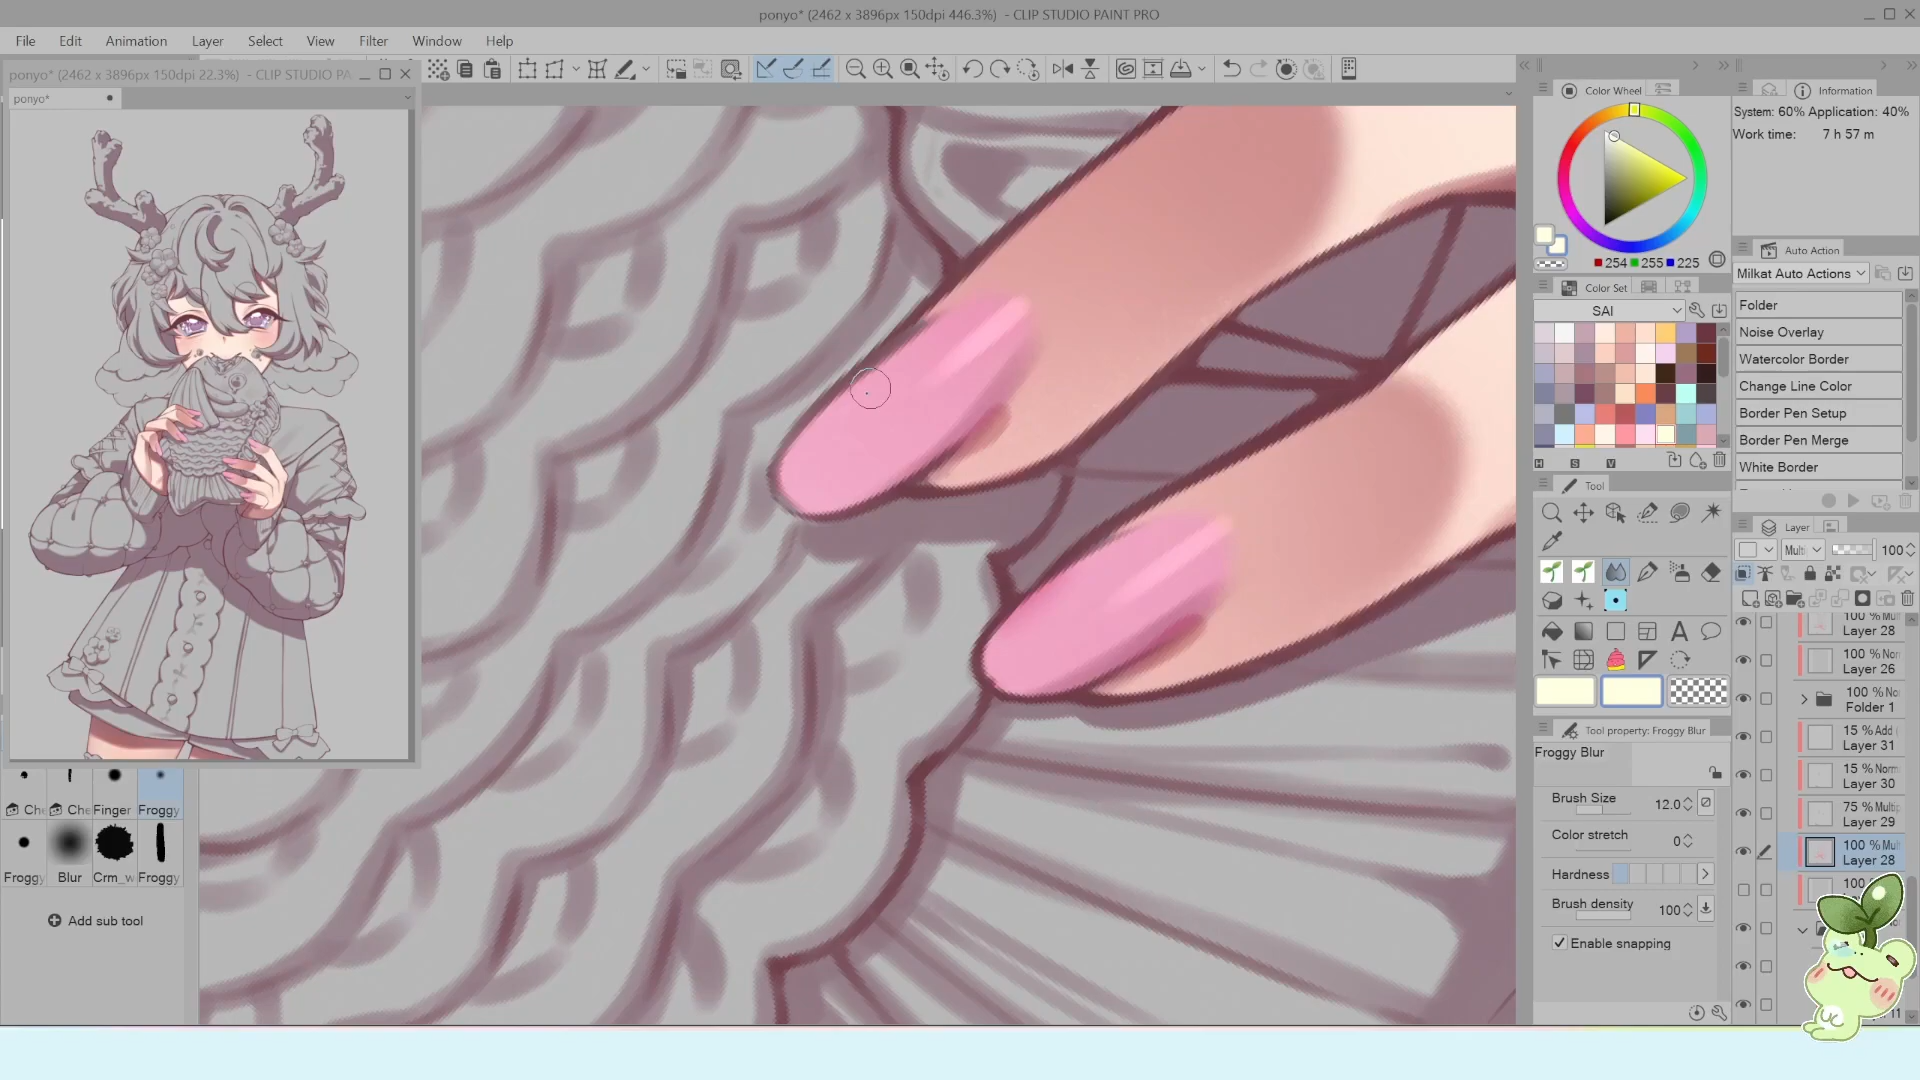 ponyo* (2462 x 3896px 150dpi 446.3%) - CLIP STUDIO PAINT PRO
File Edit Animation Layer Select View Filter Window Help
ponyo* (2462 x 3896px 150dpi 22.3%) - CLIP STUDIO PA
ponyo*
Color Wheel
Information
System: 60% Application: 40%
Work time: 7 h 57 m
254 255 225
Auto Action
Milkat Auto Actions
Color Set
SAI
Folder
Noise Overlay
Watercolor Border
Change Line Color
Border Pen Setup
Border Pen Merge
White Border
H S V
Tool
Layer
Multi 100
Layer 28
100 % Nor
Layer 26
100 % No
Folder 1
15 % Add (
Layer 31
15 % Norm
Layer 30
75 % Multip
Layer 29
100 % Mul
Layer 28
100
Tool property: Froggy Blur
Froggy Blur
Brush Size 12.0
Color stretch 0
Hardness
Brush density 100
Enable snapping
Che Che Finger Froggy
Froggy Blur Crm_w Froggy
Add sub tool